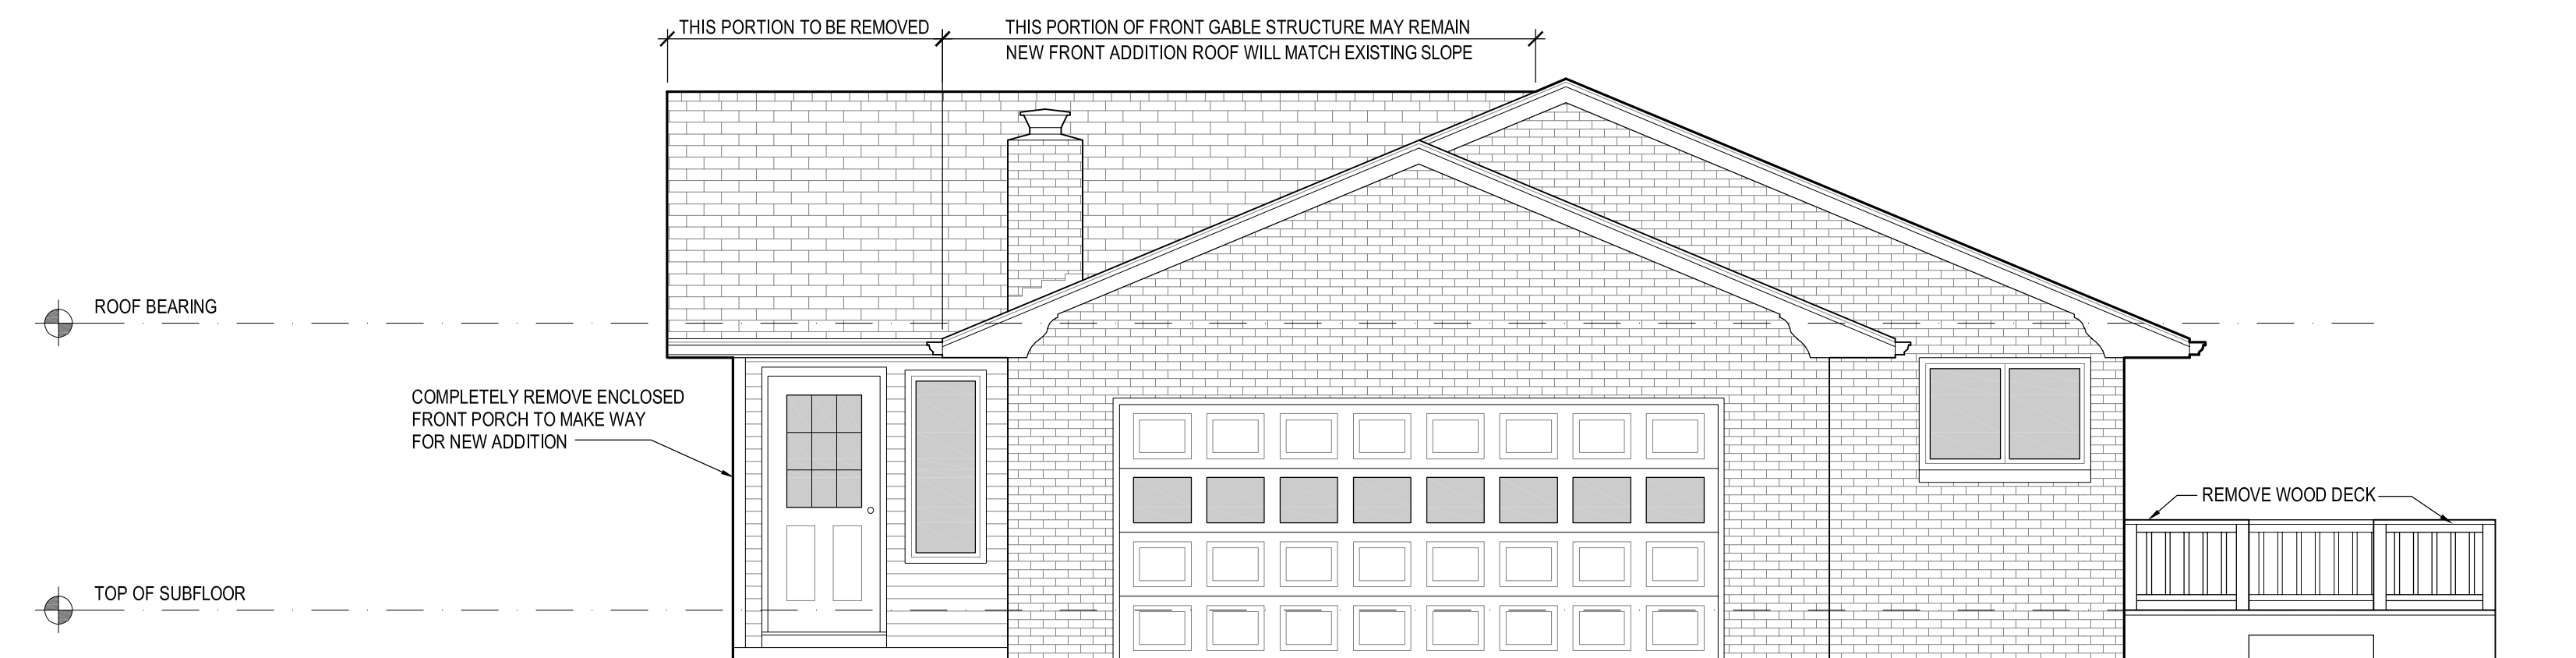 THIS PORTION TO BE REMOVED
THIS PORTION OF FRONT GABLE STRUCTURE MAY REMAIN
NEW FRONT ADDITION ROOF WILL MATCH EXISTING SLOPE
ROOF BEARING
COMPLETELY REMOVE ENCLOSED
FRONT PORCH TO MAKE WAY
FOR NEW ADDITION
REMOVE WOOD DECK
TOP OF SUBFLOOR